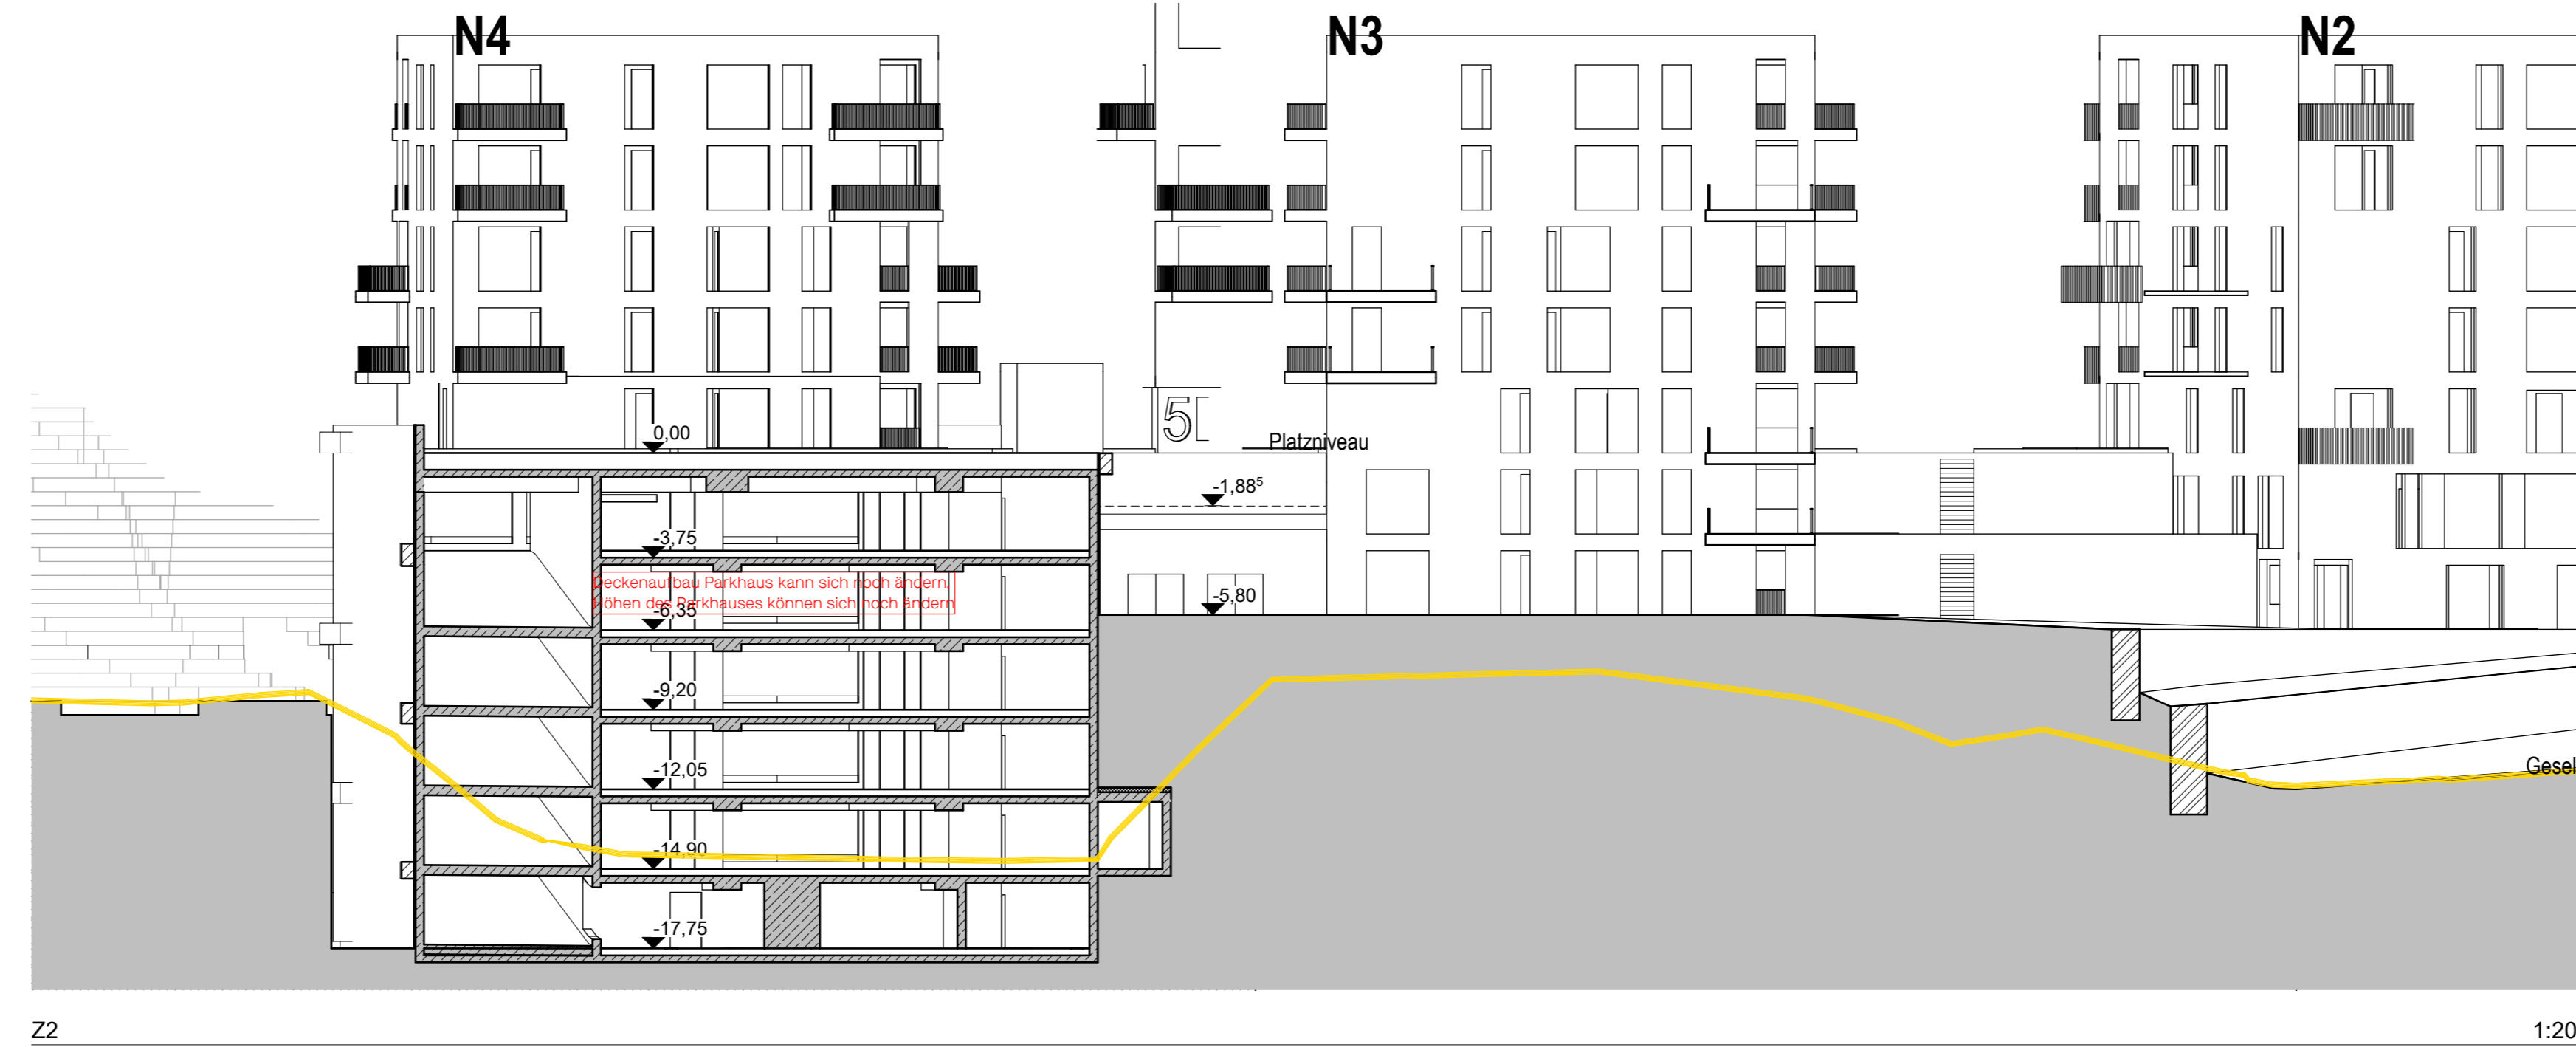 N4
N3
N2
5
0,00
Platzniveau
-1,88⁵
-3,75
Deckenaufbau Parkhaus kann sich noch ändern,
Höhen des Parkhauses können sich noch ändern
-5,80
-6,35
-9,20
-12,05
Gesel
-14,90
-17,75
Z2
1:20